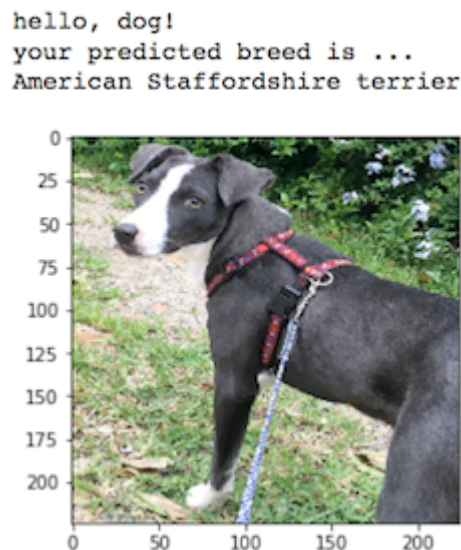 hello, dog!
your predicted breed is ...
American Staffordshire terrier
0
25
50
75
100
125
150
175
200
0 50 100 150 200